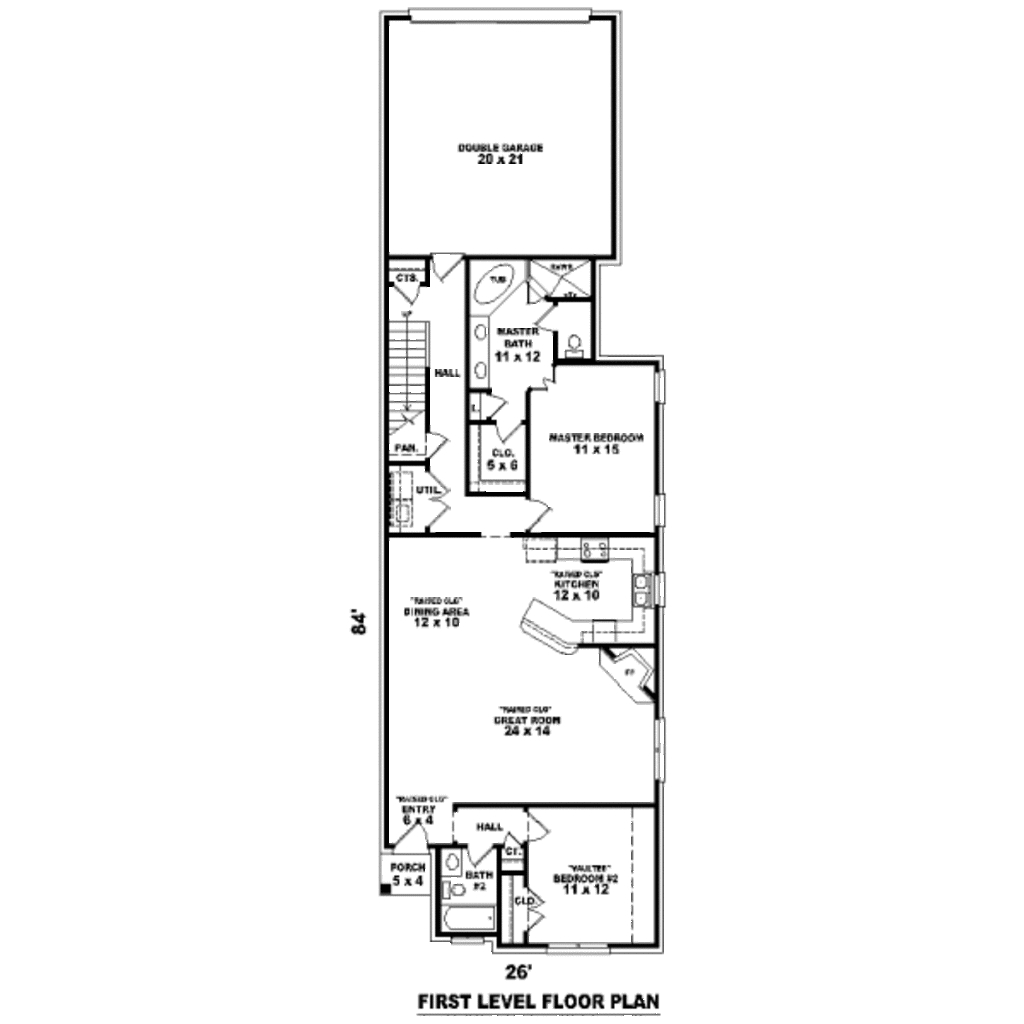 DOUBLE GARAGE
20 x 21
CTS.
UP
TUB
HALL
MASTER
BATH
11 x 12
L.
MASTER BEDROOM
11 x 15
PAN.
CLO.
5 x 6
UTIL.
"RAISED CLG"
KITCHEN
12 x 10
"RAISED CLG"
DINING AREA
12 x 10
84'
FP
"RAISED CLG"
GREAT ROOM
24 x 14
"RAISED CLG"
ENTRY
6 x 4
HALL
CT.
PORCH
5 x 4
BATH
#2
"VAULTED"
BEDROOM #2
11 x 12
CLO.
26'
FIRST LEVEL FLOOR PLAN